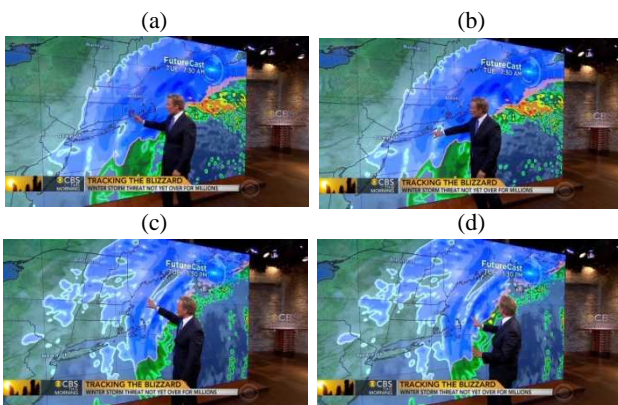 (a)
(b)
FutureCast
TUE 7:30 AM
CBS
MORNING
TRACKING THE BLIZZARD
WINTER STORM THREAT NOT YET OVER FOR MILLIONS
FutureCast
TUE 7:30 AM
CBS
MORNING
TRACKING THE BLIZZARD
WINTER STORM THREAT NOT YET OVER FOR MILLIONS
(c)
(d)
FutureCast
CBS
MORNING
TRACKING THE BLIZZARD
WINTER STORM THREAT NOT YET OVER FOR MILLIONS
FutureCast
CBS
MORNING
TRACKING THE BLIZZARD
WINTER STORM THREAT NOT YET OVER FOR MILLIONS